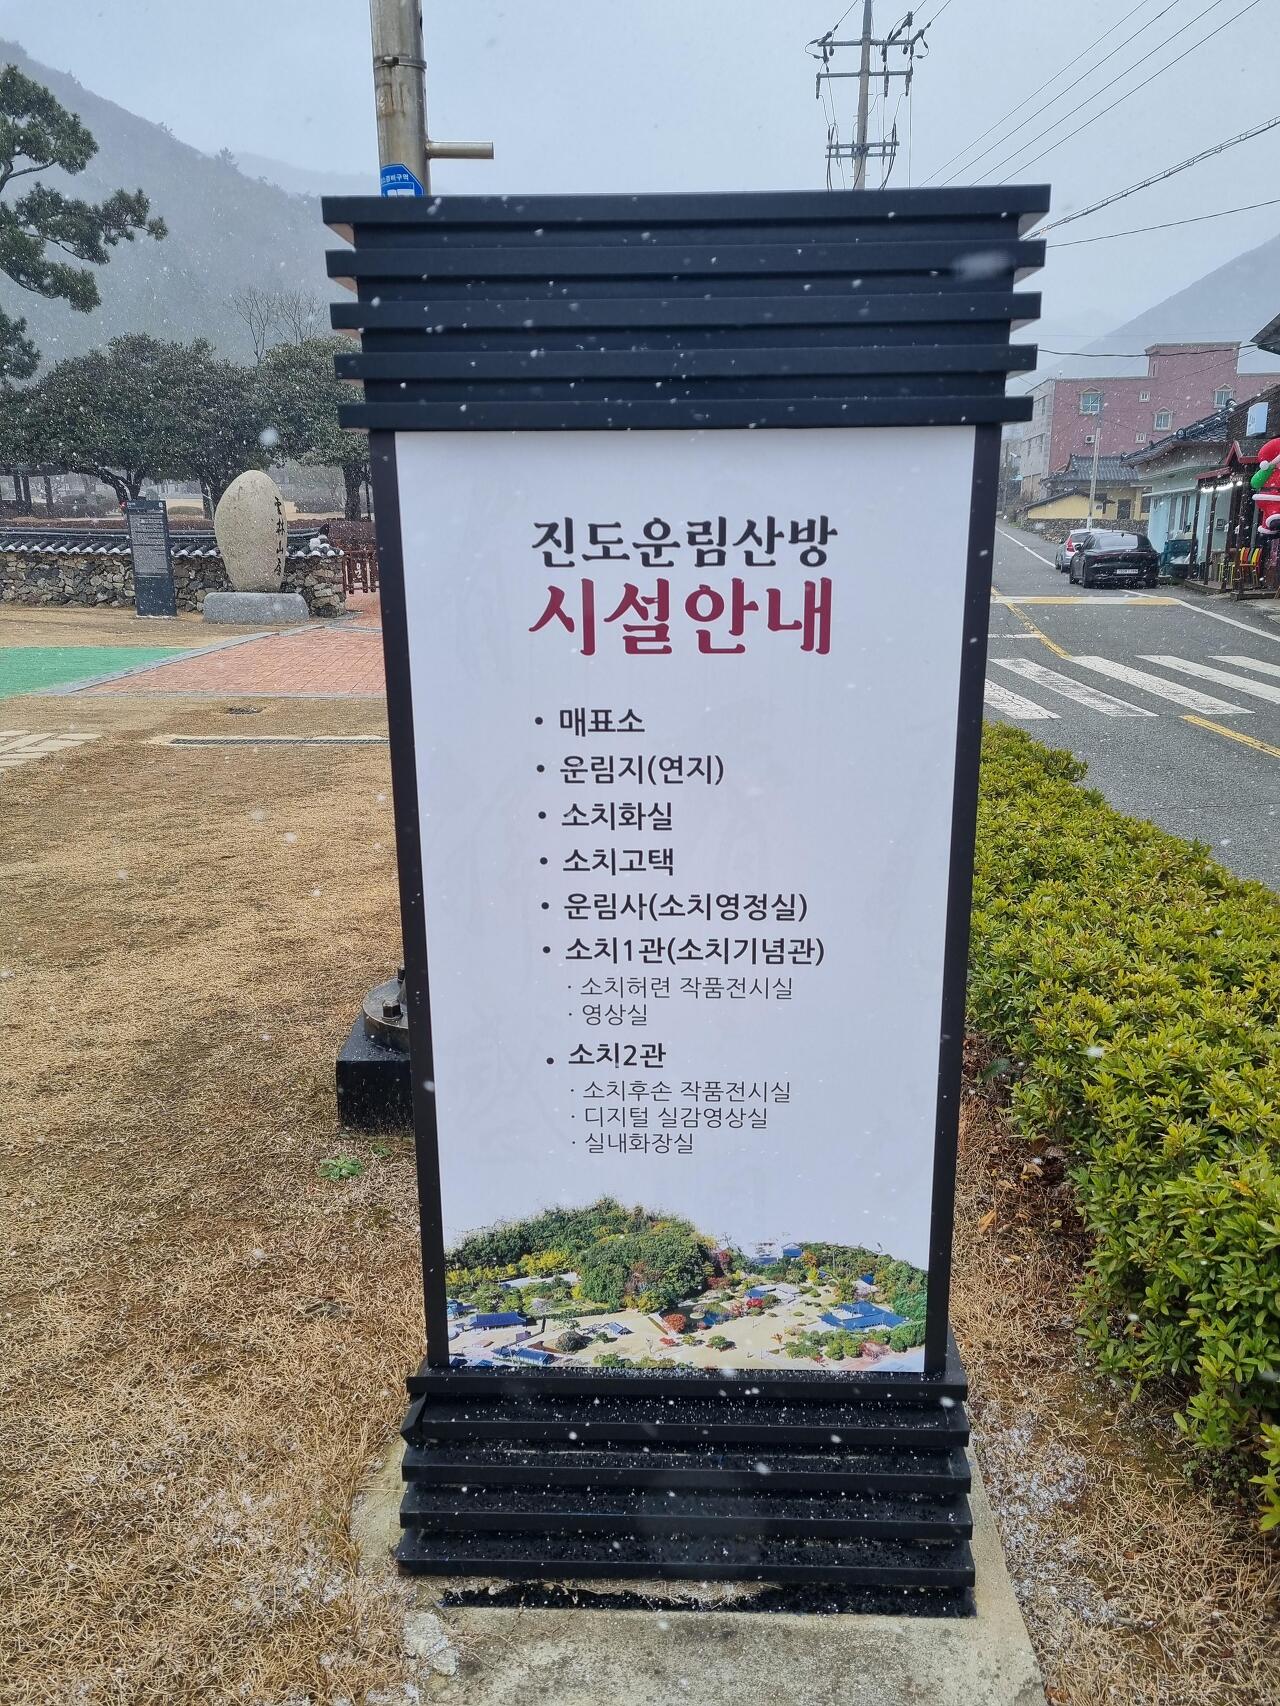 진도운림산방
시설안내
• 매표소
• 운림지(연지)
• 소치화실
• 소치고택
• 운림사(소치영정실)
• 소치1관(소치기념관)
· 소치허련 작품전시실
· 영상실
• 소치2관
· 소치후손 작품전시실
· 디지털 실감영상실
· 실내화장실
雲林山房